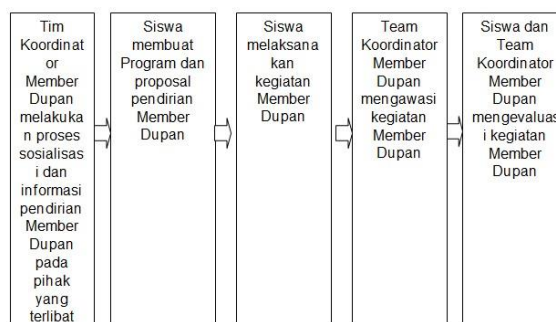 Tim
Koordinat
or
Member
Dupan
melakuka
n proses
sosialisas
i dan
informasi
pendirian
Member
Dupan
pada
pihak
yang
terlibat
Siswa
membuat
Program dan
proposal
pendirian
Member
Dupan
Siswa
melaksana
kan
kegiatan
Member
Dupan
Team
Koordinator
Member
Dupan
mengawasi
kegiatan
Member
Dupan
Siswa dan
Team
Koordinator
Member
Dupan
mengevaluas
i kegiatan
Member
Dupan